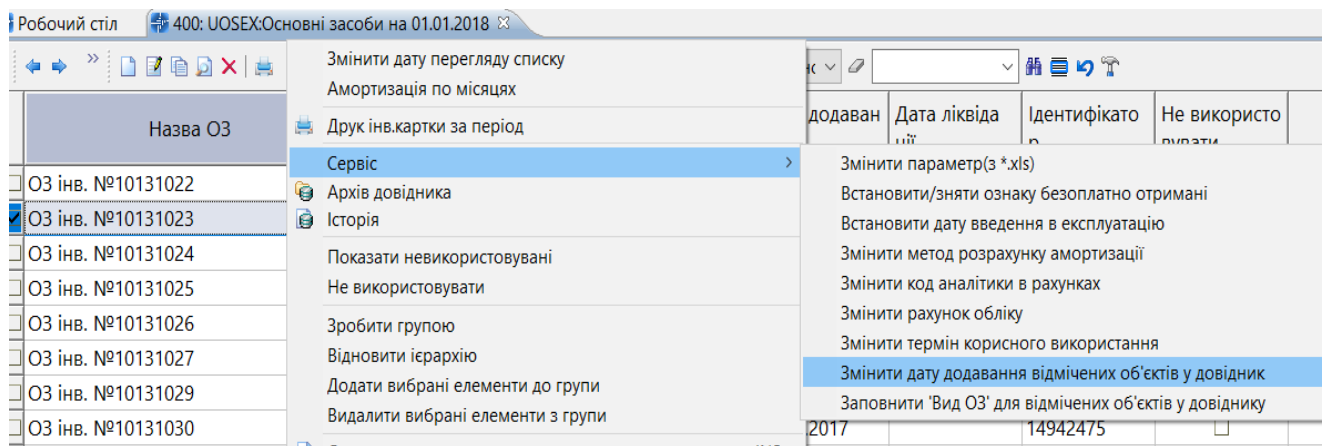 Робочий стіл
400: UOSEX:Основні засоби на 01.01.2018
Змінити дату перегляду списку
Амортизація по місяцях
Друк інв.картки за період
Сервіс
Архів довідника
Історія
Показати невикористовувані
Не використовувати
Зробити групою
Відновити ієрархію
Додати вибрані елементи до групи
Видалити вибрані елементи з групи
Назва ОЗ
ОЗ інв. №10131022
ОЗ інв. №10131023
ОЗ інв. №10131024
ОЗ інв. №10131025
ОЗ інв. №10131026
ОЗ інв. №10131027
ОЗ інв. №10131029
ОЗ інв. №10131030
додаван
Дата ліквіда
ції
Ідентифікато
р
Не використо
вувати
Змінити параметр(з *.xls)
Встановити/зняти ознаку безоплатно отримані
Встановити дату введення в експлуатацію
Змінити метод розрахунку амортизації
Змінити код аналітики в рахунках
Змінити рахунок обліку
Змінити термін корисного використання
Змінити дату додавання відмічених об'єктів у довідник
Заповнити 'Вид ОЗ' для відмічених об'єктів у довіднику
2017
14942475